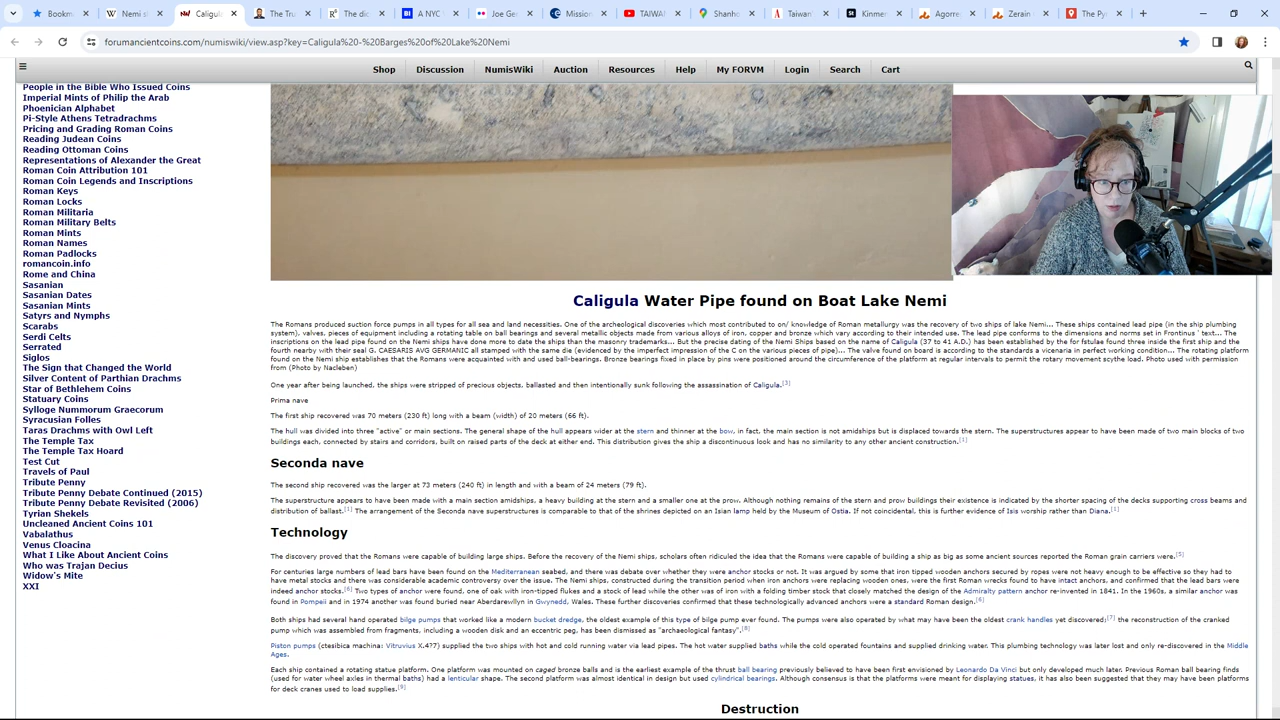 Bookm
Nemi s
Caligula
The Tru
The dic
A NYC
Joe Ge
Mission
TAIWA
Shanho
Taiwan
Kinmen
Agorre
Zerain
The Py
forumancientcoins.com/numiswiki/view.asp?key=Caligula%20-%20Barges%20of%20Lake%20Nemi
Shop Discussion NumisWiki Auction Resources Help My FORVM Login Search Cart
People in the Bible Who Issued Coins
Imperial Mints of Philip the Arab
Phoenician Alphabet
Pi-Style Athens Tetradrachms
Pricing and Grading Roman Coins
Reading Judean Coins
Reading Ottoman Coins
Representations of Alexander the Great
Roman Coin Attribution 101
Roman Coin Legends and Inscriptions
Roman Keys
Roman Locks
Roman Militaria
Roman Military Belts
Roman Mints
Roman Names
Roman Padlocks
romancoin.info
Rome and China
Sasanian
Sasanian Dates
Sasanian Mints
Satyrs and Nymphs
Scarabs
Serdi Celts
Serrated
Siglos
The Sign that Changed the World
Silver Content of Parthian Drachms
Star of Bethlehem Coins
Statuary Coins
Sylloge Nummorum Graecorum
Syracusian Folles
Taras Drachms with Owl Left
The Temple Tax
The Temple Tax Hoard
Test Cut
Travels of Paul
Tribute Penny
Tribute Penny Debate Continued (2015)
Tribute Penny Debate Revisited (2006)
Tyrian Shekels
Uncleaned Ancient Coins 101
Vabalathus
Venus Cloacina
What I Like About Ancient Coins
Who was Trajan Decius
Widow's Mite
XXI
Caligula Water Pipe found on Boat Lake Nemi
The Romans produced suction force pumps in all types for all sea and land necessities. One of the archeological discoveries which most contributed to on/ knowledge of Roman metallurgy was the recovery of two ships of lake Nemi... These ships contained lead pipe (in the ship plumbing
system), valves, pieces of equipment including a rotating table on ball bearings and several metallic objects made from various alloys of iron, copper and bronze which vary according to their intended use. The lead pipe conforms to the dimensions and norms set in Frontinus ' text... The
inscriptions on the lead pipe found on the Nemi ships have done more to date the ships than the masonry trademarks... But the precise dating of the Nemi Ships based on the name of Caligula (37 to 41 A.D.) has been established by the for fstulae found three inside the first ship and the
fourth nearby with their seal G. CAESARIS AVG GERMANIC all stamped with the same die (evidenced by the imperfect impression of the C on the various pieces of pipe)... The valve found on board is according to the standards a vicenaria in perfect working condition... The rotating platform
found on the Nemi ship establishes that the Romans were acquainted with and used ball-bearings. Bronze bearings fixed in place by pins were positioned around the circumference of the platform at regular intervals to permit the rotary movement scythe load. Photo used with permission
from (Photo by Nacleben)
One year after being launched, the ships were stripped of precious objects, ballasted and then intentionally sunk following the assassination of Caligula.[3]
Prima nave
The first ship recovered was 70 meters (230 ft) long with a beam (width) of 20 meters (66 ft).
The hull was divided into three "active" or main sections. The general shape of the hull appears wider at the stern and thinner at the bow, in fact, the main section is not amidships but is displaced towards the stern. The superstructures appear to have been made of two main blocks of two
buildings each, connected by stairs and corridors, built on raised parts of the deck at either end. This distribution gives the ship a discontinuous look and has no similarity to any other ancient construction.[1]
Seconda nave
The second ship recovered was the larger at 73 meters (240 ft) in length and with a beam of 24 meters (79 ft).
The superstructure appears to have been made with a main section amidships, a heavy building at the stern and a smaller one at the prow. Although nothing remains of the stern and prow buildings their existence is indicated by the shorter spacing of the decks supporting cross beams and
distribution of ballast.[1] The arrangement of the Seconda nave superstructures is comparable to that of the shrines depicted on an Isian lamp held by the Museum of Ostia. If not coincidental, this is further evidence of Isis worship rather than Diana.[1]
Technology
The discovery proved that the Romans were capable of building large ships. Before the recovery of the Nemi ships, scholars often ridiculed the idea that the Romans were capable of building a ship as big as some ancient sources reported the Roman grain carriers were.[5]
For centuries large numbers of lead bars have been found on the Mediterranean seabed, and there was debate over whether they were anchor stocks or not. It was argued by some that iron tipped wooden anchors secured by ropes were not heavy enough to be effective so they had to
have metal stocks and there was considerable academic controversy over the issue. The Nemi ships, constructed during the transition period when iron anchors were replacing wooden ones, were the first Roman wrecks found to have intact anchors, and confirmed that the lead bars were
indeed anchor stocks.[6] Two types of anchor were found, one of oak with iron-tipped flukes and a stock of lead while the other was of iron with a folding timber stock that closely matched the design of the Admiralty pattern anchor re-invented in 1841. In the 1960s, a similar anchor was
found in Pompeii and in 1974 another was found buried near Aberdarewllyn in Gwynedd, Wales. These further discoveries confirmed that these technologically advanced anchors were a standard Roman design.[6]
Both ships had several hand operated bilge pumps that worked like a modern bucket dredge, the oldest example of this type of bilge pump ever found. The pumps were also operated by what may have been the oldest crank handles yet discovered;[7] the reconstruction of the cranked
pump which was assembled from fragments, including a wooden disk and an eccentric peg, has been dismissed as "archaeological fantasy".[8]
Piston pumps (ctesibica machina: Vitruvius X.4?7) supplied the two ships with hot and cold running water via lead pipes. The hot water supplied baths while the cold operated fountains and supplied drinking water. This plumbing technology was later lost and only re-discovered in the Middle
Ages.
Each ship contained a rotating statue platform. One platform was mounted on caged bronze balls and is the earliest example of the thrust ball bearing previously believed to have been first envisioned by Leonardo Da Vinci but only developed much later. Previous Roman ball bearing finds
(used for water wheel axles in thermal baths) had a lenticular shape. The second platform was almost identical in design but used cylindrical bearings. Although consensus is that the platforms were meant for displaying statues, it has also been suggested that they may have been platforms
for deck cranes used to load supplies.[9]
Destruction